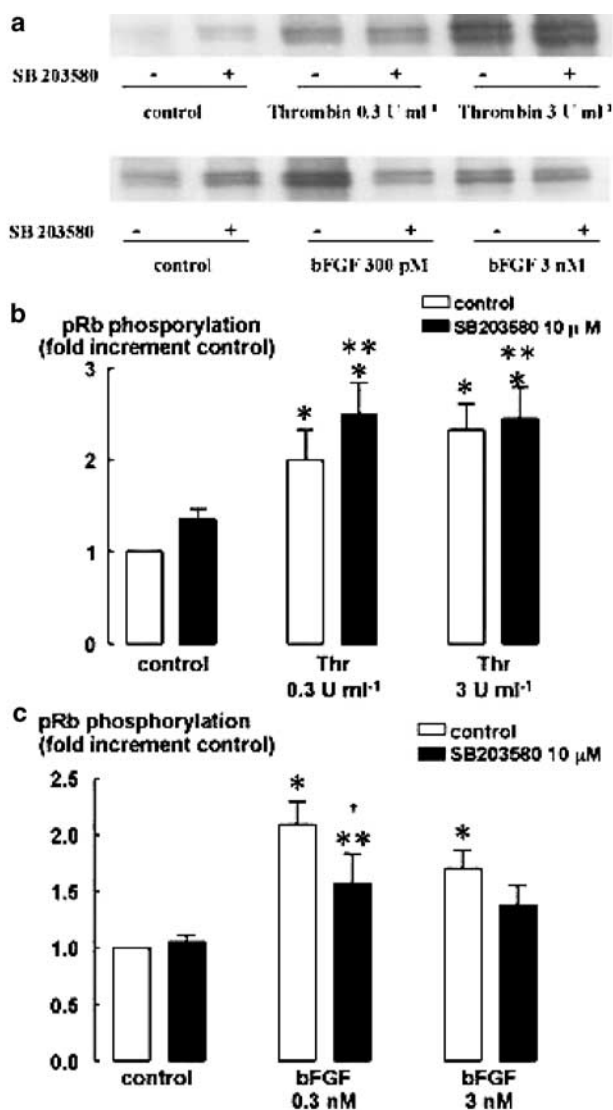 a
SB 203580 - + - + - +
control Thrombin 0.3 U ml⁻¹ Thrombin 3 U ml⁻¹
SB 203580 - + - + - +
control bFGF 300 pM bFGF 3 nM
b
pRb phosporylation
(fold increment control)
control
SB203580 10 μ M
3
2
1
0
* ** * * ** *
control Thr Thr
0.3 U ml⁻¹ 3 U ml⁻¹
c
pRb phosphorylation
(fold increment control)
control
SB203580 10 μM
2.5
2.0
1.5
1.0
0.5
0.0
* † ** *
control bFGF bFGF
0.3 nM 3 nM